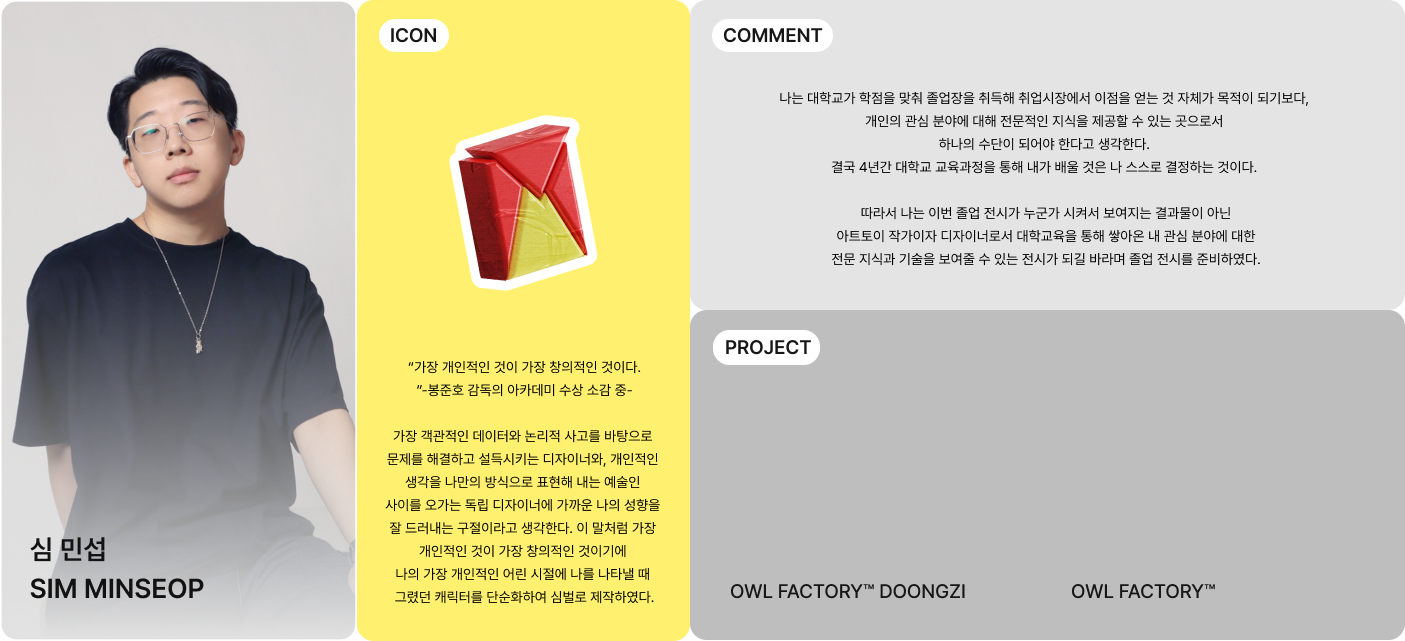 심 민섭
SIM MINSEOP
ICON
“가장 개인적인 것이 가장 창의적인 것이다.
”-봉준호 감독의 아카데미 수상 소감 중-
가장 객관적인 데이터와 논리적 사고를 바탕으로
문제를 해결하고 설득시키는 디자이너와, 개인적인
생각을 나만의 방식으로 표현해 내는 예술인
사이를 오가는 독립 디자이너에 가까운 나의 성향을
잘 드러내는 구절이라고 생각한다. 이 말처럼 가장
개인적인 것이 가장 창의적인 것이기에
나의 가장 개인적인 어린 시절에 나를 나타낼 때
그렸던 캐릭터를 단순화하여 심벌로 제작하였다.
COMMENT
나는 대학교가 학점을 맞춰 졸업장을 취득해 취업시장에서 이점을 얻는 것 자체가 목적이 되기보다,
개인의 관심 분야에 대해 전문적인 지식을 제공할 수 있는 곳으로서
하나의 수단이 되어야 한다고 생각한다.
결국 4년간 대학교 교육과정을 통해 내가 배울 것은 나 스스로 결정하는 것이다.
따라서 나는 이번 졸업 전시가 누군가 시켜서 보여지는 결과물이 아닌
아트토이 작가이자 디자이너로서 대학교육을 통해 쌓아온 내 관심 분야에 대한
전문 지식과 기술을 보여줄 수 있는 전시가 되길 바라며 졸업 전시를 준비하였다.
PROJECT
OWL FACTORY™ DOONGZI
OWL FACTORY™